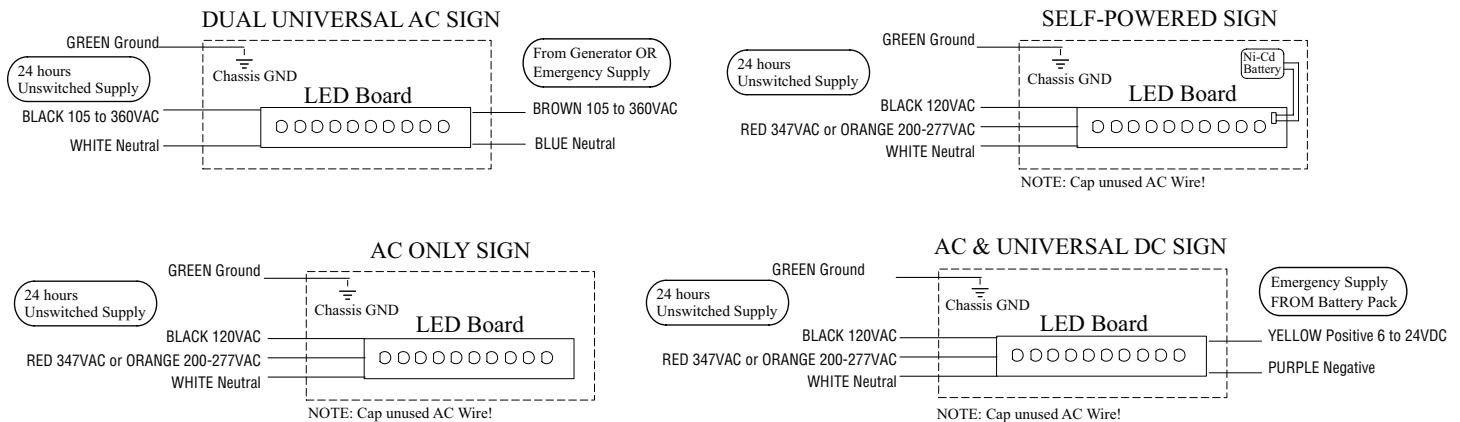 DUAL UNIVERSAL AC SIGN
GREEN Ground
Chassis GND
24 hours
Unswitched Supply
From Generator OR
Emergency Supply
LED Board
BLACK 105 to 360VAC
BROWN 105 to 360VAC
WHITE Neutral
BLUE Neutral
SELF-POWERED SIGN
GREEN Ground
Ni-Cd
Battery
24 hours
Unswitched Supply
Chassis GND
LED Board
BLACK 120VAC
RED 347VAC or ORANGE 200-277VAC
WHITE Neutral
NOTE: Cap unused AC Wire!
AC ONLY SIGN
GREEN Ground
24 hours
Unswitched Supply
Chassis GND
LED Board
BLACK 120VAC
RED 347VAC or ORANGE 200-277VAC
WHITE Neutral
NOTE: Cap unused AC Wire!
AC & UNIVERSAL DC SIGN
GREEN Ground
24 hours
Unswitched Supply
Chassis GND
Emergency Supply
FROM Battery Pack
LED Board
BLACK 120VAC
YELLOW Positive 6 to 24VDC
RED 347VAC or ORANGE 200-277VAC
PURPLE Negative
WHITE Neutral
NOTE: Cap unused AC Wire!